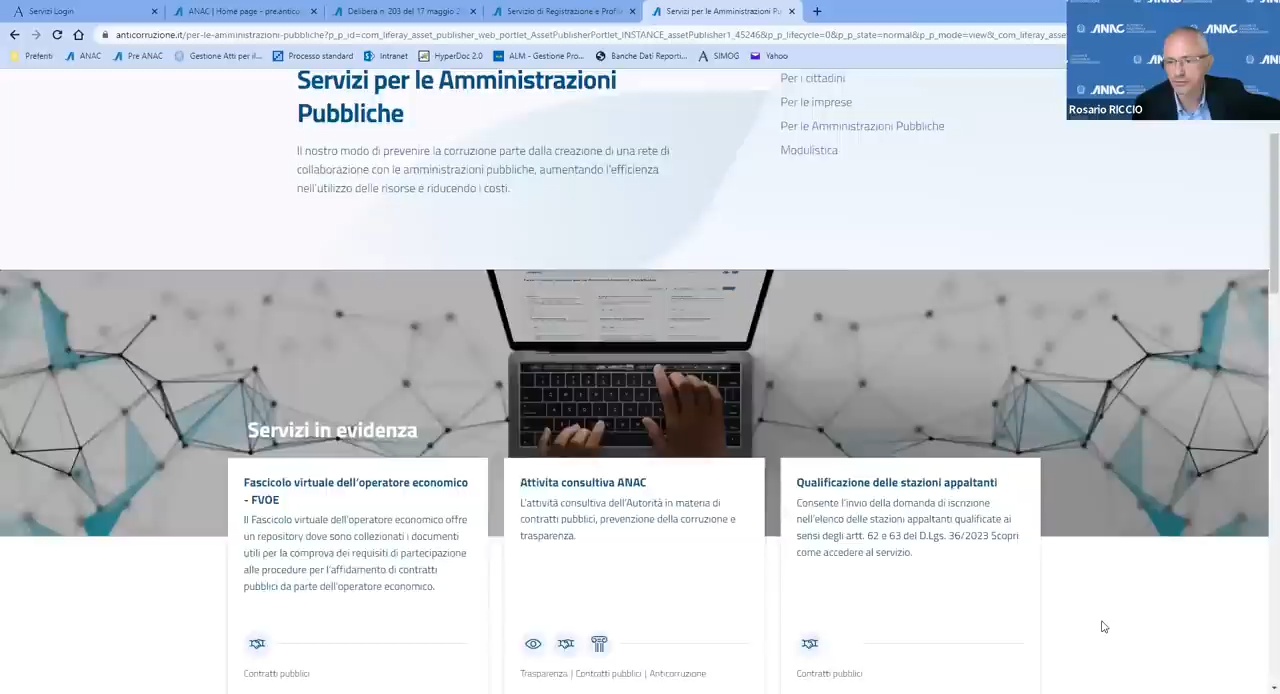 Servizi Login
ANAC | Home page - pre.antico
Delibera n. 203 del 17 maggio 2
Servizio di Registrazione e Profil
Servizi per le Amministrazioni Pu
anticorruzione.it/per-le-amministrazioni-pubbliche?p_p_id=com_liferay_asset_publisher_web_portlet_AssetPublisherPortlet_INSTANCE_assetPublisher1_45246&p_p_lifecycle=0&p_p_state=normal&p_p_mode=view&_com_liferay_asse
Preferiti
ANAC
Pre ANAC
Gestione Atti per il...
Processo standard
Intranet
HyperDoc 2.0
ALM - Gestione Pro...
Banche Dati Reporti...
SIMOG
Yahoo
ANAC
ANAC
Rosario RICCIO
Servizi per le Amministrazioni
Pubbliche
Il nostro modo di prevenire la corruzione parte dalla creazione di una rete di
collaborazione con le amministrazioni pubbliche, aumentando l'efficienza
nell'utilizzo delle risorse e riducendo i costi.
Per i cittadini
Per le imprese
Per le Amministrazioni Pubbliche
Modulistica
Servizi in evidenza
Fascicolo virtuale dell'operatore economico
- FVOE
Il Fascicolo virtuale dell'operatore economico offre
un repository dove sono collezionati i documenti
utili per la comprova dei requisiti di partecipazione
alle procedure per l'affidamento di contratti
pubblici da parte dell'operatore economico.
Contratti pubblici
Attivita consultiva ANAC
L'attività consultiva dell'Autorità in materia di
contratti pubblici, prevenzione della corruzione e
trasparenza.
Trasparenza | Contratti pubblici | Anticorruzione
Qualificazione delle stazioni appaltanti
Consente l'invio della domanda di iscrizione
nell'elenco delle stazioni appaltanti qualificate ai
sensi degli artt. 62 e 63 del D.Lgs. 36/2023 Scopri
come accedere al servizio.
Contratti pubblici